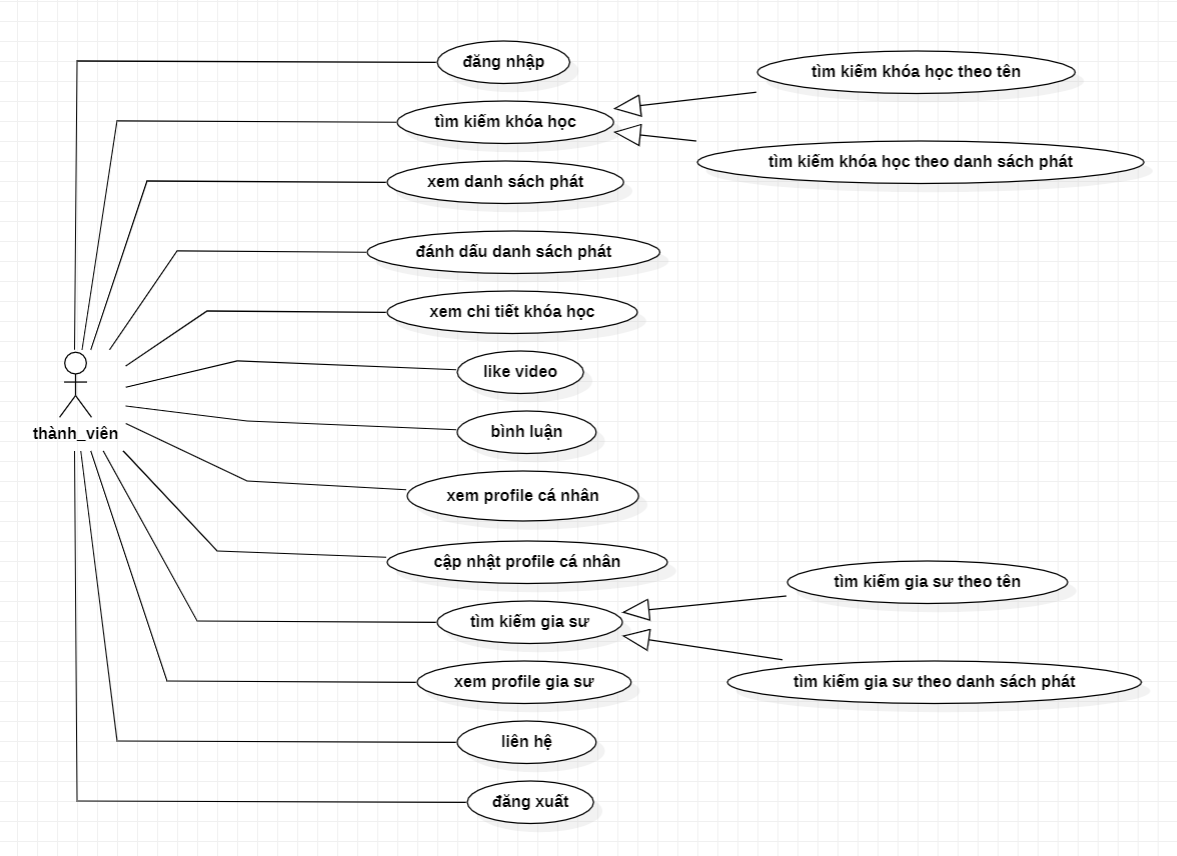 đăng nhập
tìm kiếm khóa học theo tên
tìm kiếm khóa học
tìm kiếm khóa học theo danh sách phát
xem danh sách phát
đánh dấu danh sách phát
xem chi tiết khóa học
like video
thành_viên
bình luận
xem profile cá nhân
cập nhật profile cá nhân
tìm kiếm gia sư theo tên
tìm kiếm gia sư
xem profile gia sư
tìm kiếm gia sư theo danh sách phát
liên hệ
đăng xuất